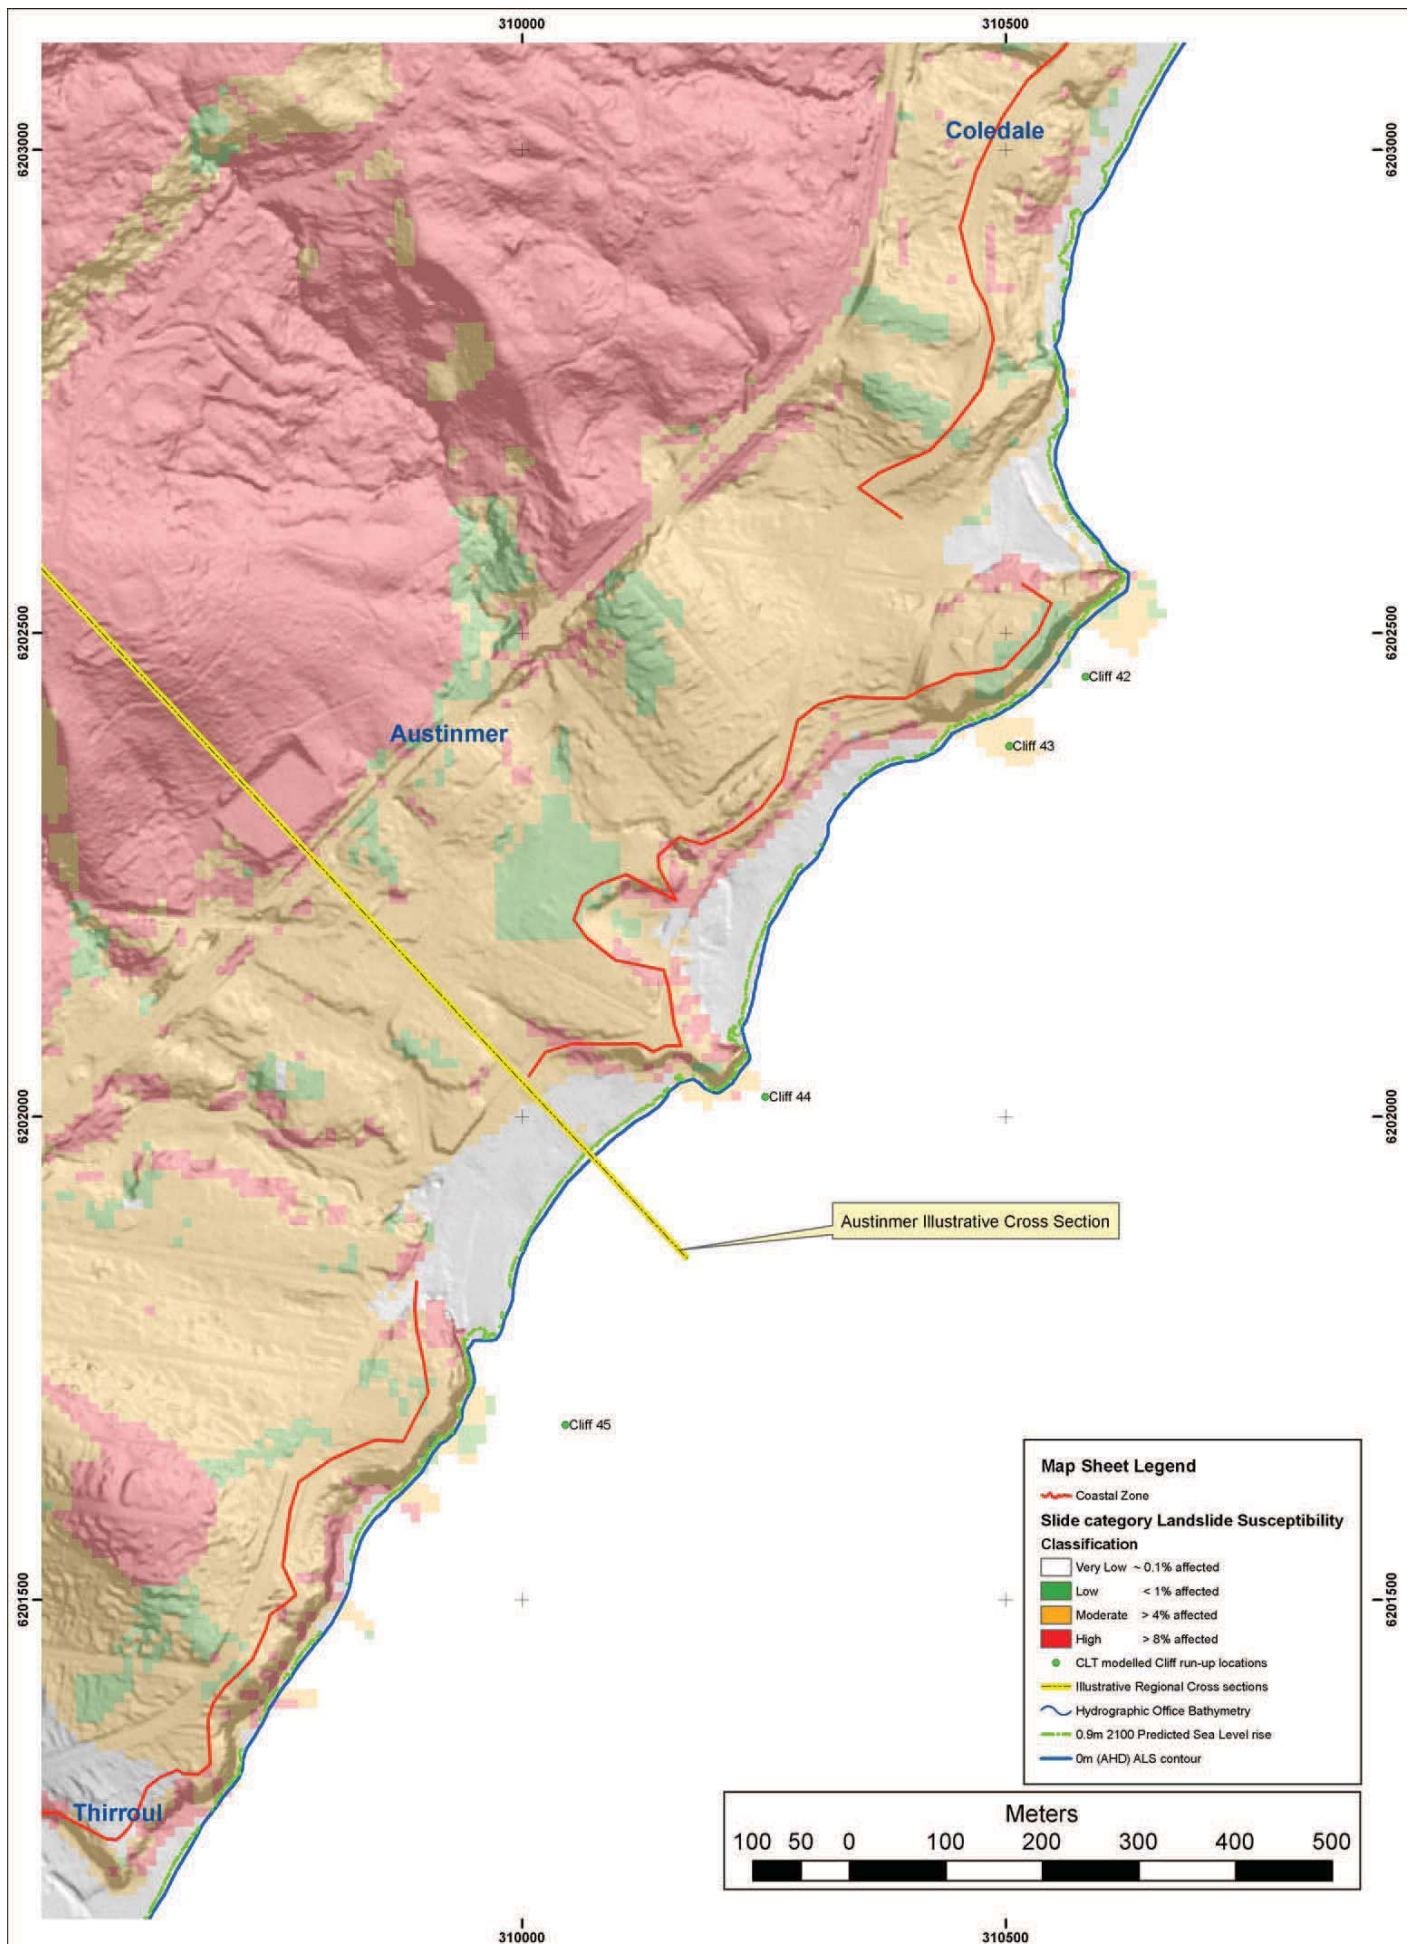 310000
310500
6203000
Coledale
6203000
6202500
6202500
Cliff 42
Austinmer
Cliff 43
Cliff 44
6202000
6202000
Austinmer Illustrative Cross Section
Cliff 45
Map Sheet Legend
Coastal Zone
Slide category Landslide Susceptibility
Classification
Very Low ~ 0.1% affected
Low < 1% affected
Moderate > 4% affected
High > 8% affected
CLT modelled Cliff run-up locations
Illustrative Regional Cross sections
Hydrographic Office Bathymetry
0.9m 2100 Predicted Sea Level rise
0m (AHD) ALS contour
6201500
6201500
Thirroul
Meters
100 50 0 100 200 300 400 500
310000
310500